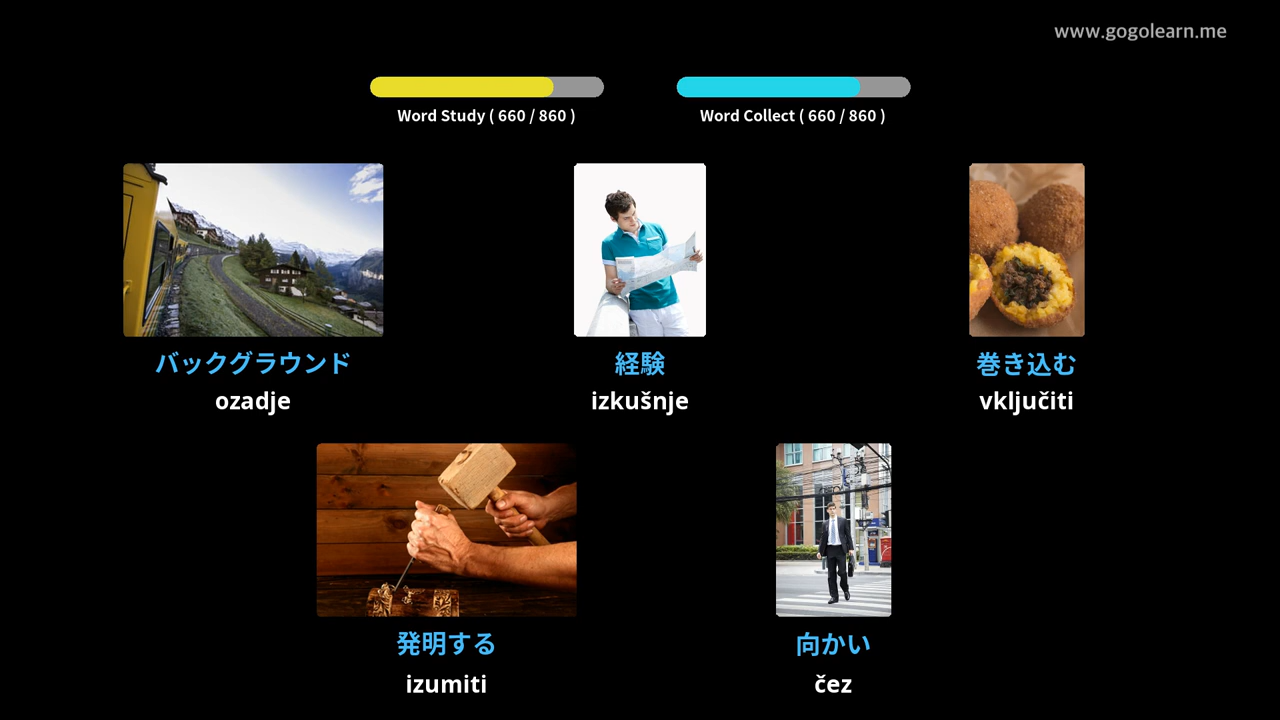 www.gogolearn.me
Word Study ( 660 / 860 )
Word Collect ( 660 / 860 )
バックグラウンド
ozadje
経験
izkušnje
巻き込む
vključiti
発明する
izumiti
向かい
čez